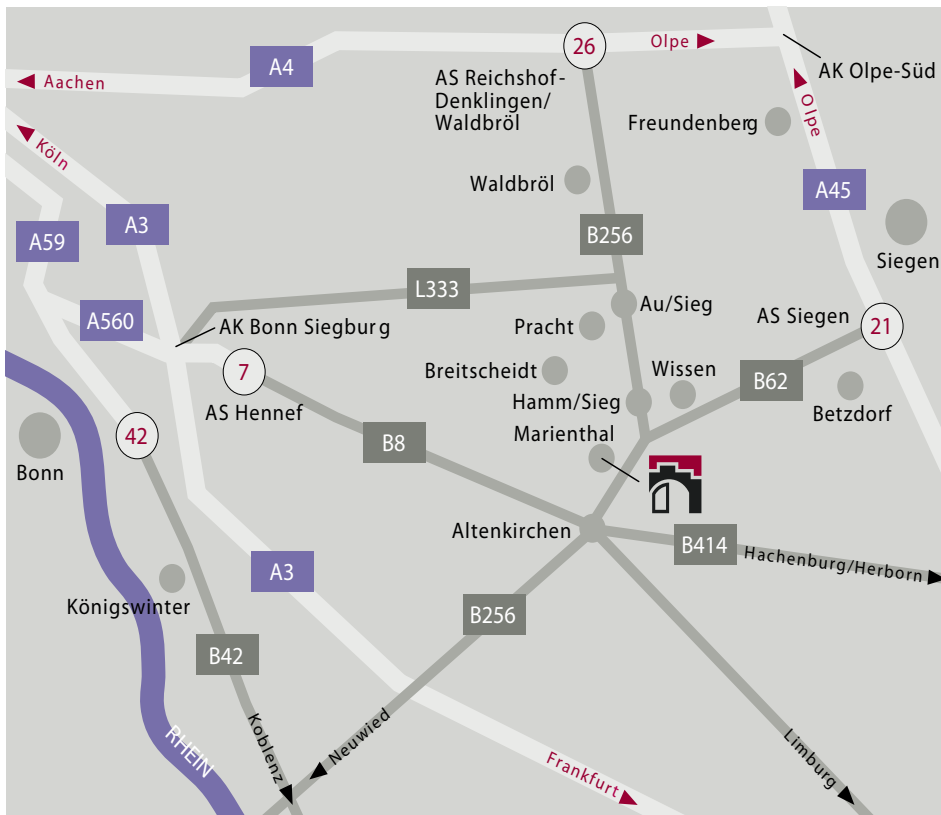 26
Olpe
A4
AK Olpe-Süd
Aachen
AS Reichshof-
Denklingen/
Waldbröl
Olpe
Freundenberg
Köln
Waldbröl
A45
A3
A59
B256
Siegen
L333
Au/Sieg
A560
AK Bonn Siegburg
Pracht
AS Siegen
21
7
Breitscheidt
Wissen
B62
AS Hennef
Hamm/Sieg
Betzdorf
42
Marienthal
B8
Bonn
Altenkirchen
B414
Hachenburg/Herborn
A3
Königswinter
B256
B42
Koblenz
Neuwied
RHEIN
Limburg
Frankfurt